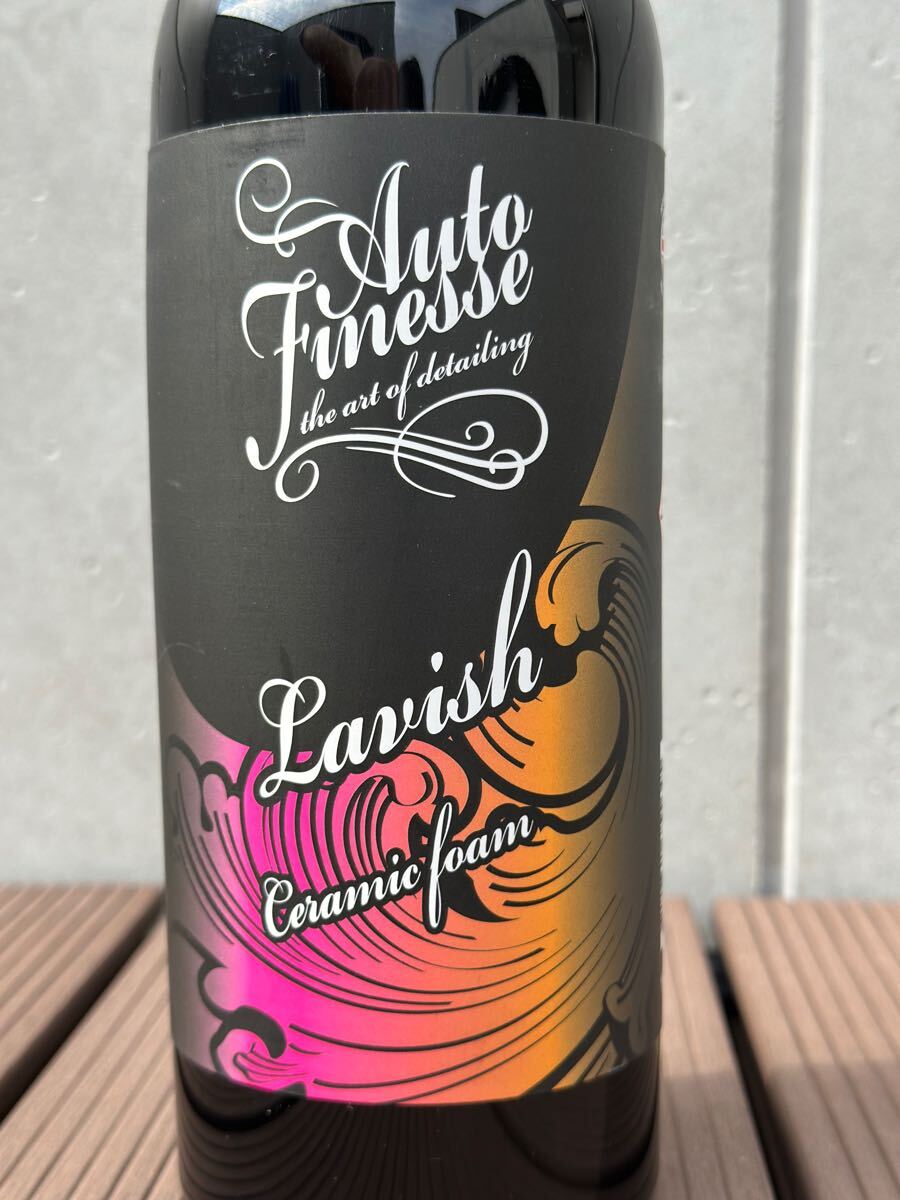 Auto
Finesse
the art of detailing
Lavish
Ceramic foam